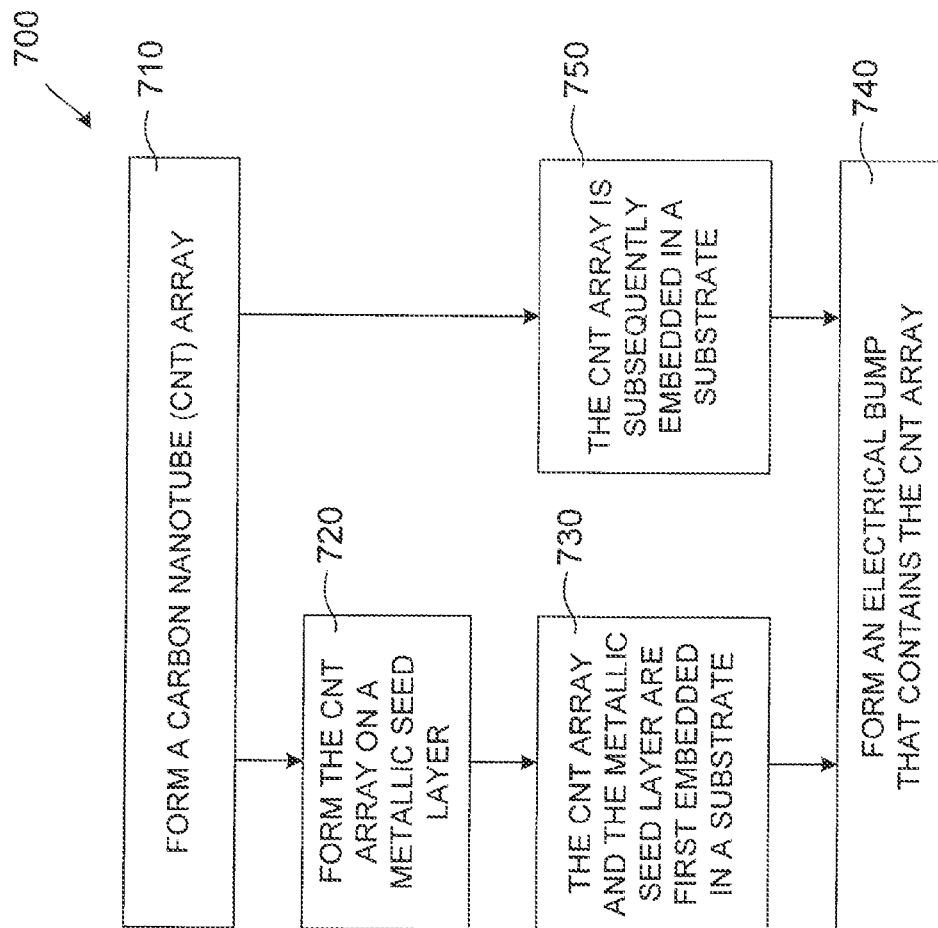 700
710
FORM A CARBON NANOTUBE (CNT) ARRAY
720
FORM THE CNT
ARRAY ON A
METALLIC SEED
LAYER
730
THE CNT ARRAY
AND THE METALLIC
SEED LAYER ARE
FIRST EMBEDDED
IN A SUBSTRATE
750
THE CNT ARRAY IS
SUBSEQUENTLY
EMBEDDED IN A
SUBSTRATE
740
FORM AN ELECTRICAL BUMP
THAT CONTAINS THE CNT ARRAY